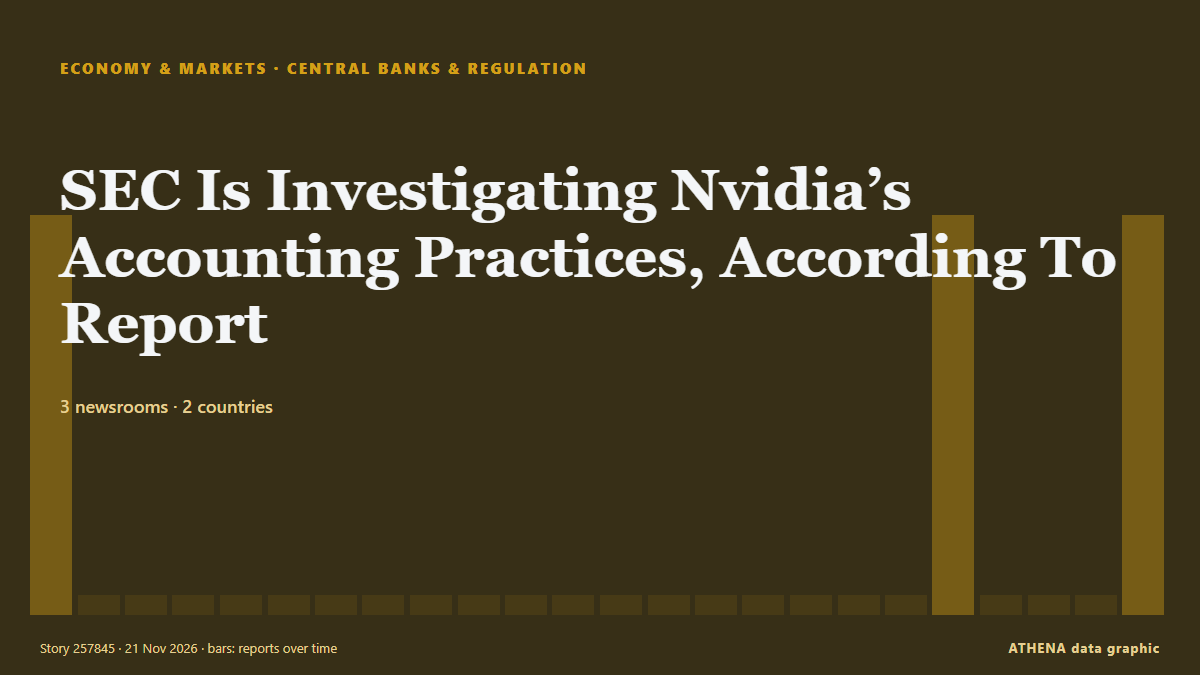 ECONOMY & MARKETS · CENTRAL BANKS & REGULATION
SEC Is Investigating Nvidia’s
Accounting Practices, According To
Report
3 newsrooms · 2 countries
Story 257845 · 21 Nov 2026 · bars: reports over time
ATHENA data graphic